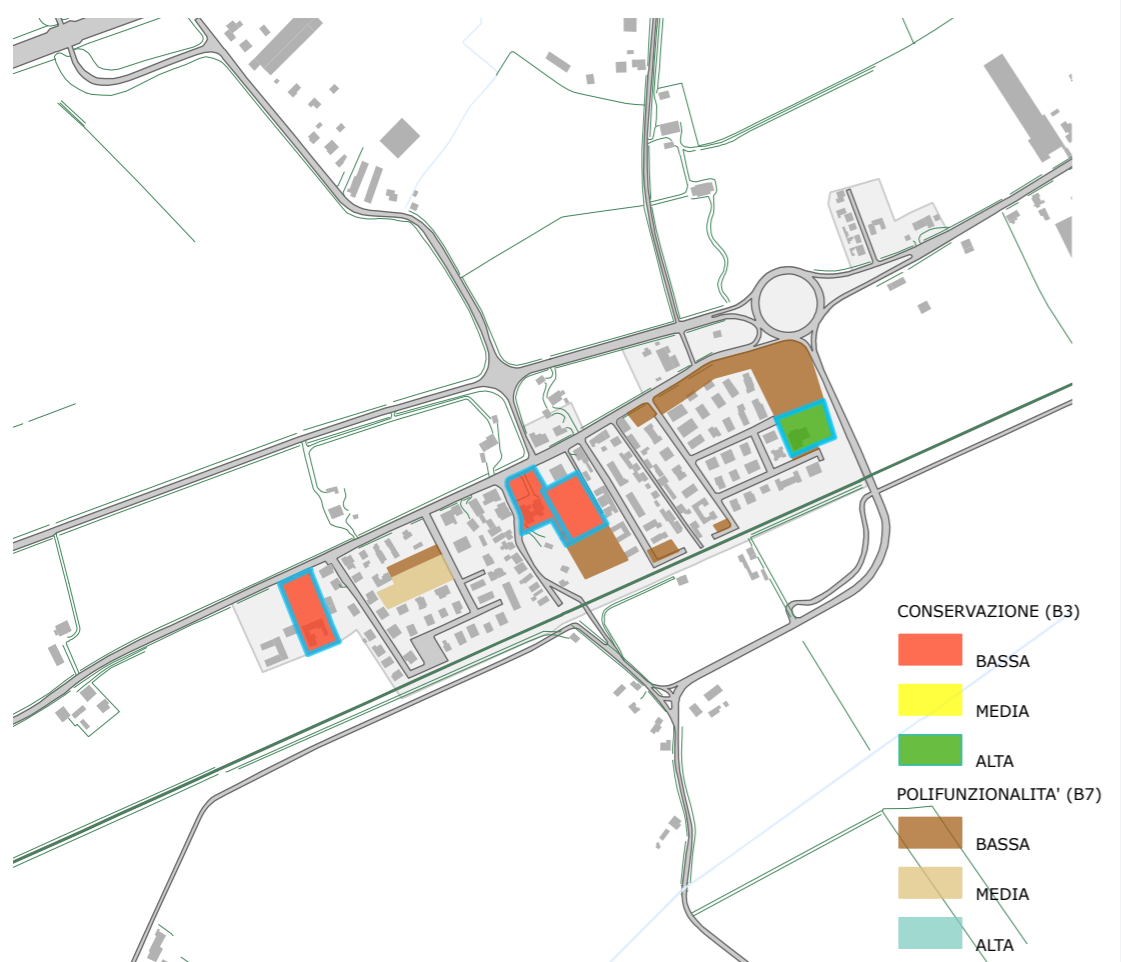 CONSERVAZIONE (B3)
BASSA
MEDIA
ALTA
POLIFUNZIONALITA' (B7)
BASSA
MEDIA
ALTA